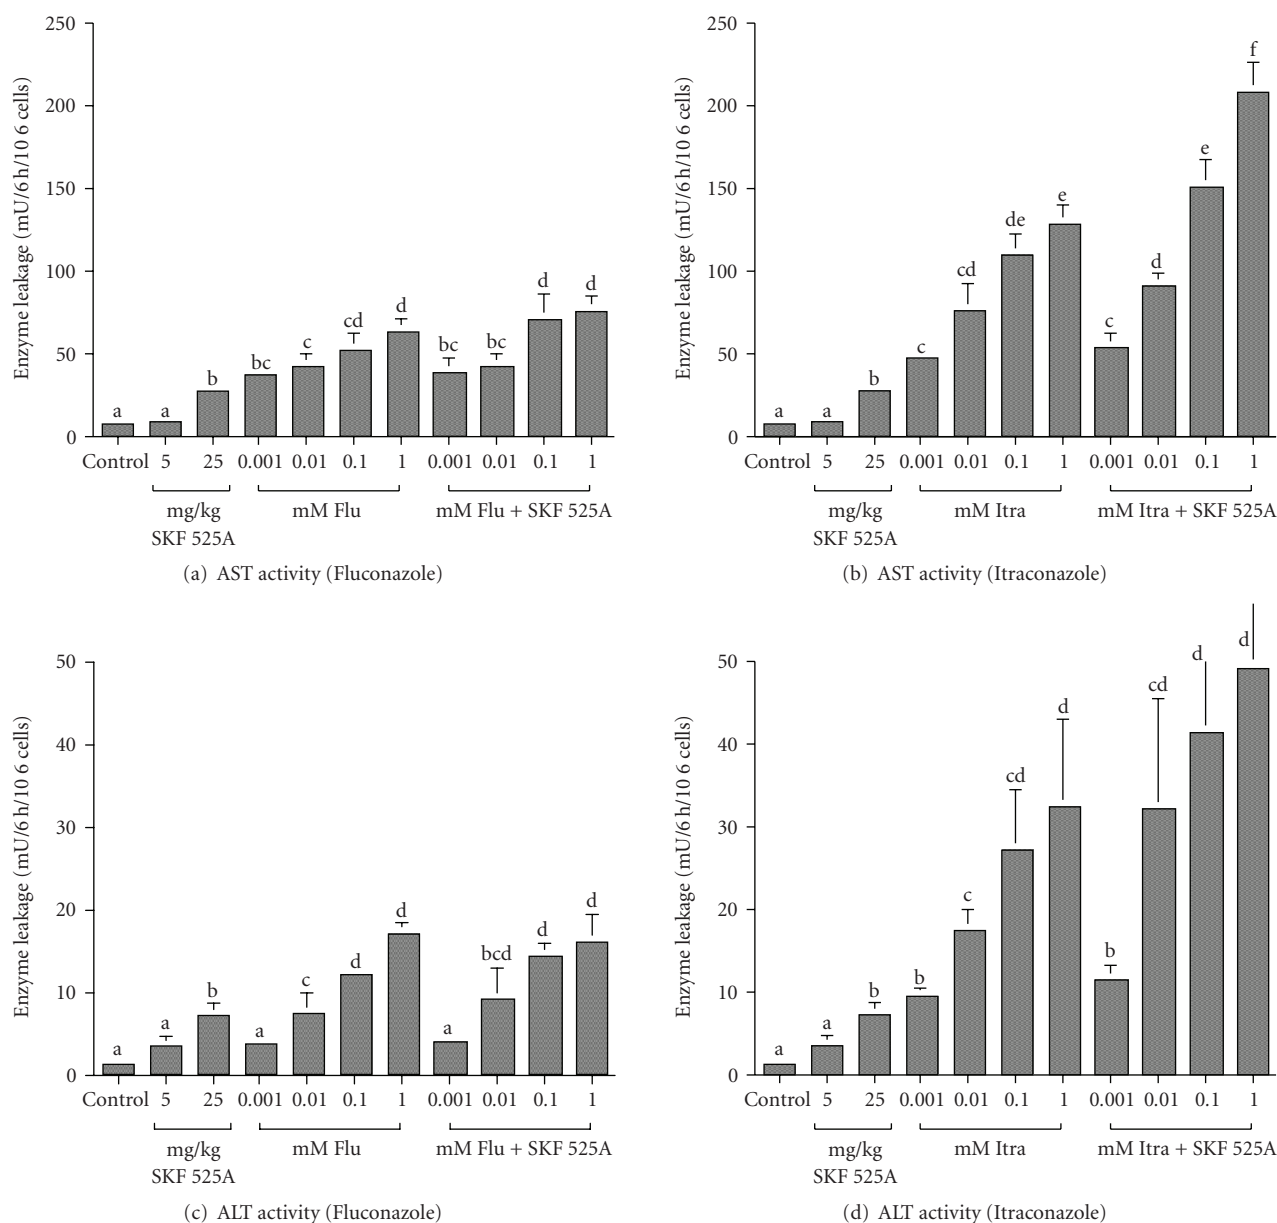 250
200
150
100
50
0
Enzyme leakage (mU/6 h/10 6 cells)
a a b bc c cd d bc bc d d
Control 5 25 0.001 0.01 0.1 1 0.001 0.01 0.1 1
mg/kg mM Flu mM Flu + SKF 525A
SKF 525A
(a) AST activity (Fluconazole)
250
200
150
100
50
0
Enzyme leakage (mU/6 h/10 6 cells)
a a b c cd de e c d e f
Control 5 25 0.001 0.01 0.1 1 0.001 0.01 0.1 1
mg/kg mM Itra mM Itra + SKF 525A
SKF 525A
(b) AST activity (Itraconazole)
50
40
30
20
10
0
Enzyme leakage (mU/6 h/10 6 cells)
a a b a c d d a bcd d d
Control 5 25 0.001 0.01 0.1 1 0.001 0.01 0.1 1
mg/kg mM Flu mM Flu + SKF 525A
SKF 525A
(c) ALT activity (Fluconazole)
50
40
30
20
10
0
Enzyme leakage (mU/6 h/10 6 cells)
a a b b c cd d b cd d d
Control 5 25 0.001 0.01 0.1 1 0.001 0.01 0.1 1
mg/kg mM Itra mM Itra + SKF 525A
SKF 525A
(d) ALT activity (Itraconazole)